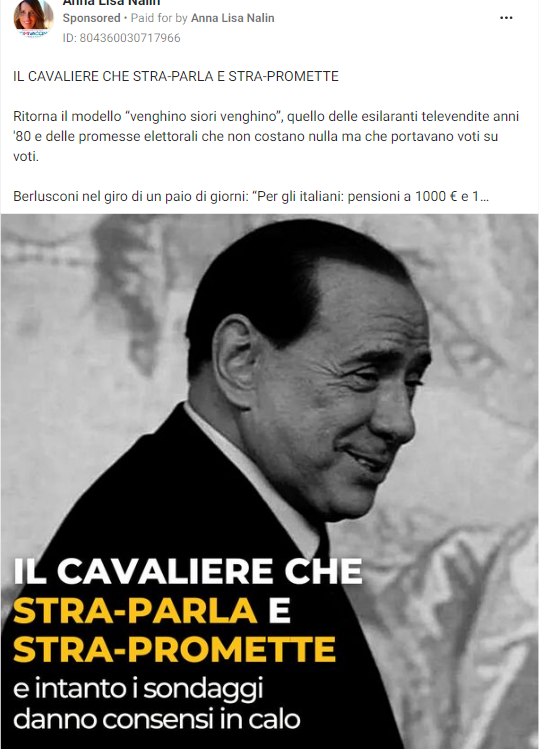 Anna Lisa Nalin
Sponsored • Paid for by Anna Lisa Nalin
ID: 804360030717966
IL CAVALIERE CHE STRA-PARLA E STRA-PROMETTE
Ritorna il modello “venghino siori venghino”, quello delle esilaranti televendite anni
'80 e delle promesse elettorali che non costano nulla ma che portavano voti su
voti.
Berlusconi nel giro di un paio di giorni: “Per gli italiani: pensioni a 1000 € e 1...
IL CAVALIERE CHE
STRA-PARLA E
STRA-PROMETTE
e intanto i sondaggi
danno consensi in calo